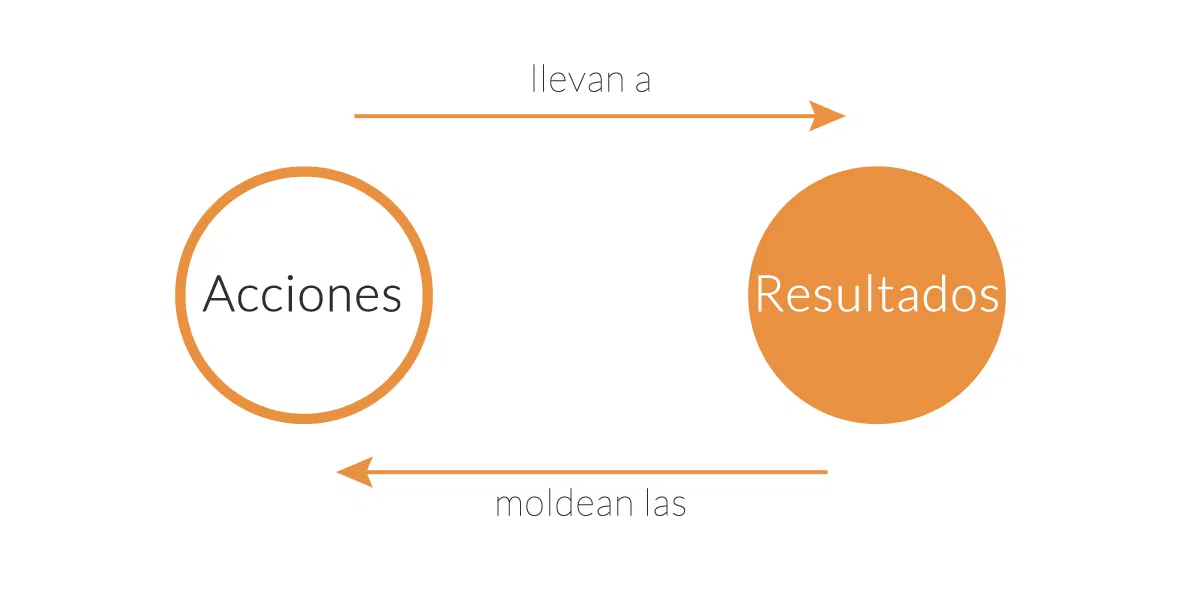 llevan a
Acciones
Resultados
moldean las